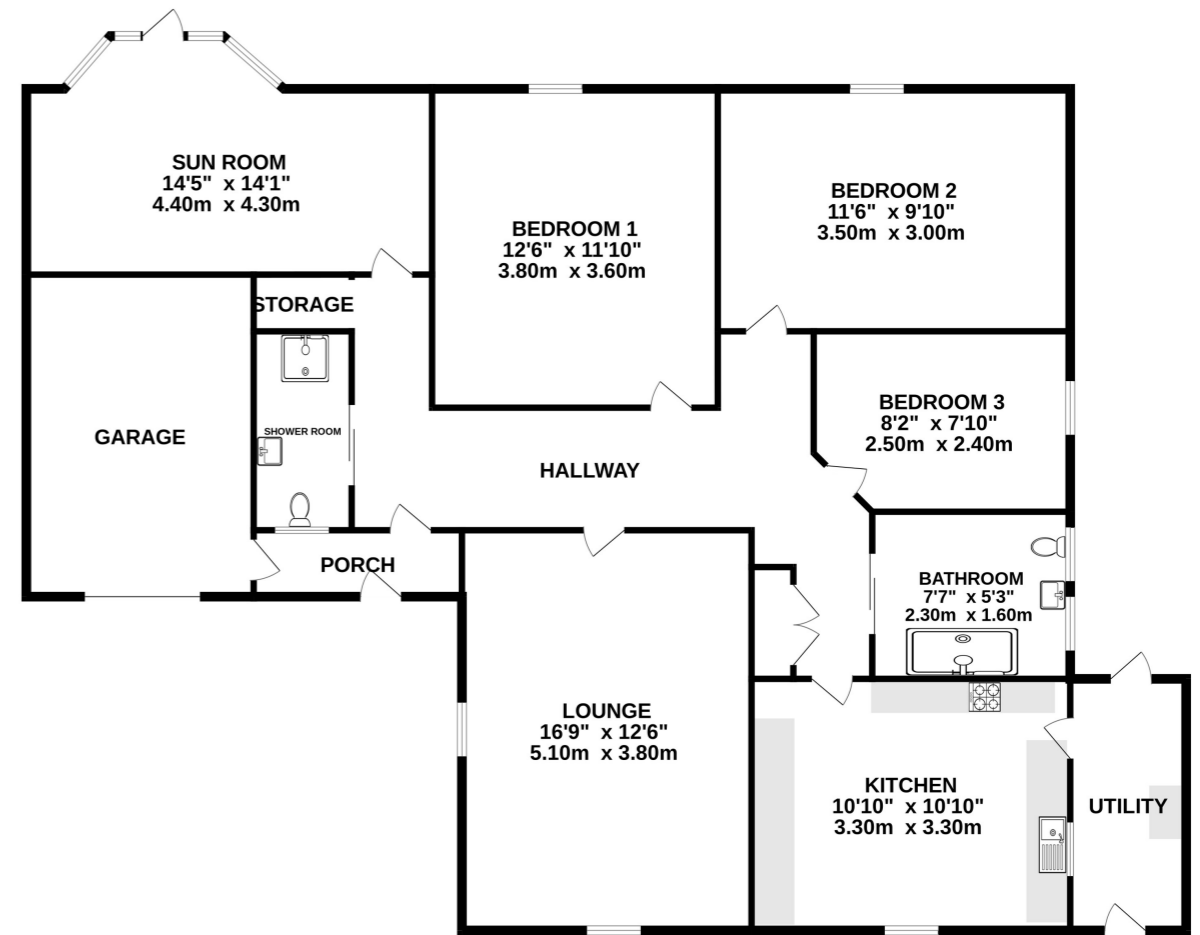 SUN ROOM
14'5" x 14'1"
4.40m x 4.30m
BEDROOM 1
12'6" x 11'10"
3.80m x 3.60m
BEDROOM 2
11'6" x 9'10"
3.50m x 3.00m
STORAGE
GARAGE
SHOWER ROOM
HALLWAY
BEDROOM 3
8'2" x 7'10"
2.50m x 2.40m
PORCH
BATHROOM
7'7" x 5'3"
2.30m x 1.60m
LOUNGE
16'9" x 12'6"
5.10m x 3.80m
KITCHEN
10'10" x 10'10"
3.30m x 3.30m
UTILITY